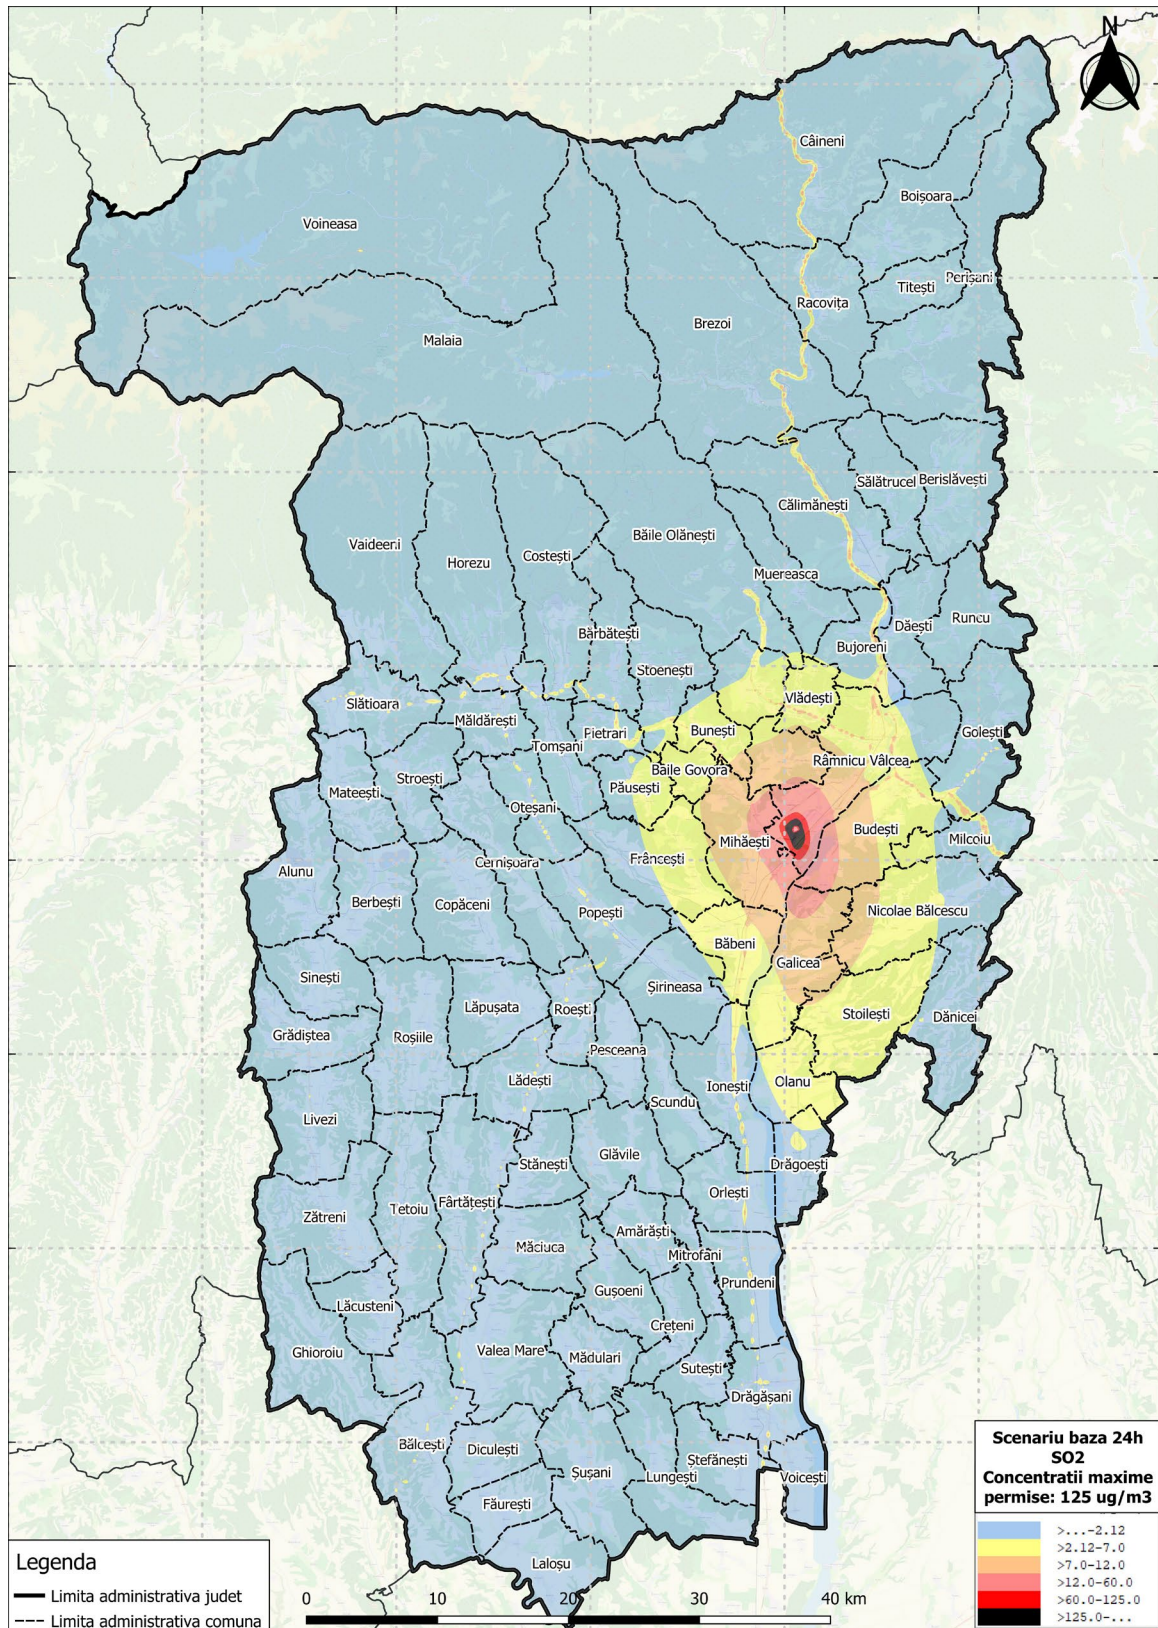 N
Câineni
Boișoara
Voineasa
Perișani
Titești
Racovița
Brezoi
Malaia
Sălătrucel
Berislăvești
Călimănești
Băile Olănești
Vaideeni
Costești
Horezu
Muereasca
Runcu
Dăești
Bărbătești
Bujoreni
Stoenești
Vlădești
Slătioara
Măldărești
Bunești
Golești
Pietrari
Tomșani
Râmnicu Vâlcea
Băile Govora
Stroești
Păusești
Mateești
Oteșani
Budești
Mihăești
Milcoiu
Frâncești
Cernișoara
Alunu
Berbești
Copăceni
Nicolae Bălcescu
Popești
Băbeni
Galicea
Sinești
Șirineasa
Lăpușata
Roești
Stoilești
Dănicei
Grădiștea
Roșiile
Pesceana
Lădești
Olanu
Ionești
Scundu
Livezi
Glăvile
Stănești
Drăgoești
Orlești
Fârtățești
Tetoiu
Zătreni
Amărăști
Măciuca
Mitrofani
Prundeni
Gușoeni
Lăcusteni
Crețeni
Ghioroiu
Valea Mare
Mădulari
Sutești
Drăgășani
Bălcești
Diculești
Ștefănești
Șușani
Lungești
Voicești
Făurești
Lalosu
Scenariu baza 24h
SO2
Concentratii maxime
permise: 125 ug/m3
>...-2.12
>2.12-7.0
>7.0-12.0
>12.0-60.0
>60.0-125.0
>125.0-...
Legenda
Limita administrativa judet
Limita administrativa comuna
0 10 20 30 40 km